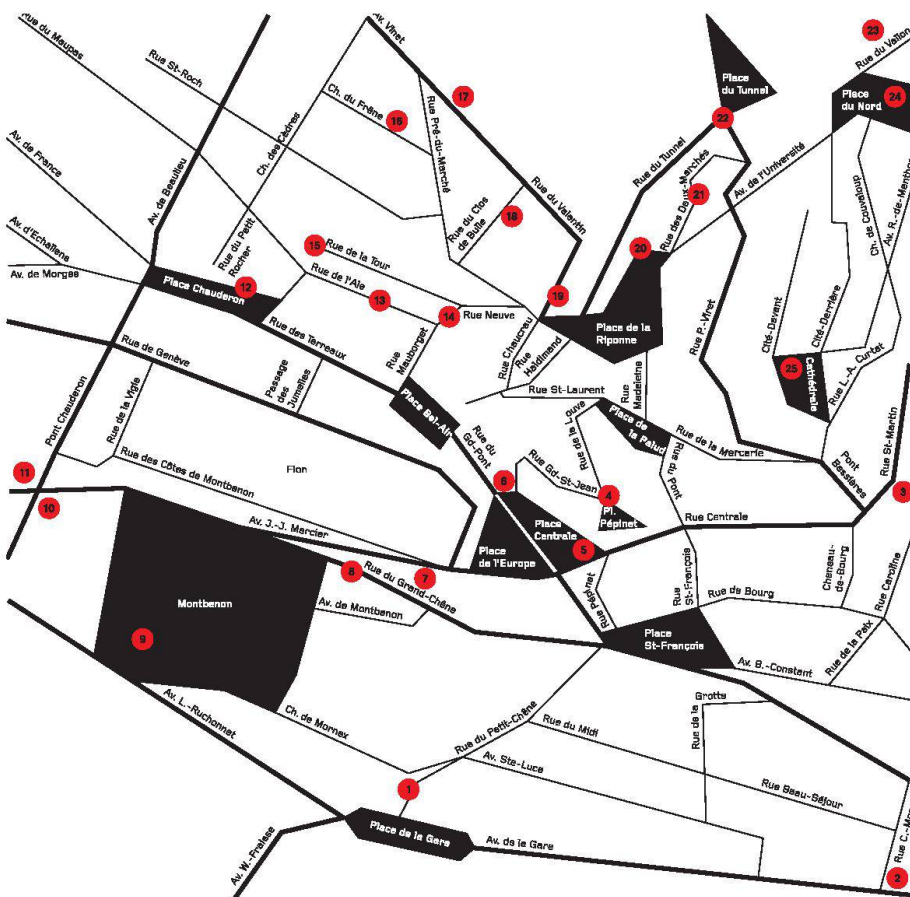 Rue du Maupas
Av. Vinet
23
Rue du Vallon
Rue St-Roch
Place
du Tunnel
Place
du Nord
24
17
Ch. du Frêne
16
Rue Pré-du-Marché
22
Av. de France
Ch. des Cèdres
Av. de Beaulieu
Rue du Tunnel
Rue des Deux-Marchés
21
Av. de l'Université
Ch. de Couvaloup
Rue du Valentin
18
Rue du Clos
de Bulle
Av. d'Echallens
Av. de Morges
Rue du Petit
Rocher
15
Rue de la Tour
20
12
Place Chauderon
Rue de l'Ale
13
14
Rue Neuve
19
Place de la
Riponne
Rue P.-Viret
Cité-Devant
Cité-Derrière
Rue des Terreaux
Rue
Mauborget
Rue Chaucrau
Rue
Haldimand
Rue de Genève
Passage
des
Jumelles
Rue St-Laurent
Rue
Madeleine
25
Cathédrale
Rue L.-A. Curtat
Pont Chauderon
Rue de la Vigie
Place Bel-Air
Rue du
Gd-Pont
Rue de la Louve
Place de
la Palud
Rue de la Mercerie
Rue du Pont
Pont
Bessières
Rue St-Martin
Rue des Côtes de Montbenon
Flon
11
10
6
Rue Gd-St-Jean
4
Pl.
Pépinet
3
Av. J.-J. Mercier
Place
Centrale
5
Rue Centrale
Place
de l'Europe
8
7
Rue du Grand-Chêne
Rue Pépinet
Rue
St-François
Rue de Bourg
Cheneau-
de-Bourg
Rue Caroline
Montbenon
Av. de Montbenon
9
Place
St-François
Rue de la Paix
Av. B.-Constant
Av. L.-Ruchonnet
Ch. de Mornex
Rue du Petit-Chêne
Rue du Midi
Rue de la
Grotte
Av. Ste-Luce
1
Rue Beau-Séjour
Place de la Gare
Av. de la Gare
Av. W.-Fraisse
2